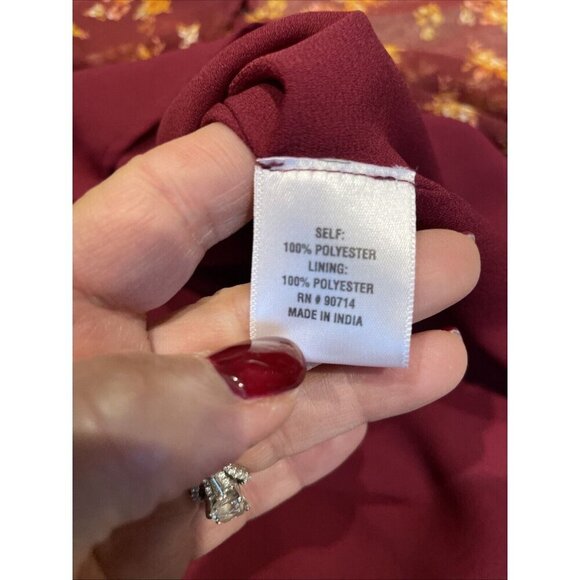 SELF:
100% POLYESTER
LINING:
100% POLYESTER
RN # 90714
MADE IN INDIA